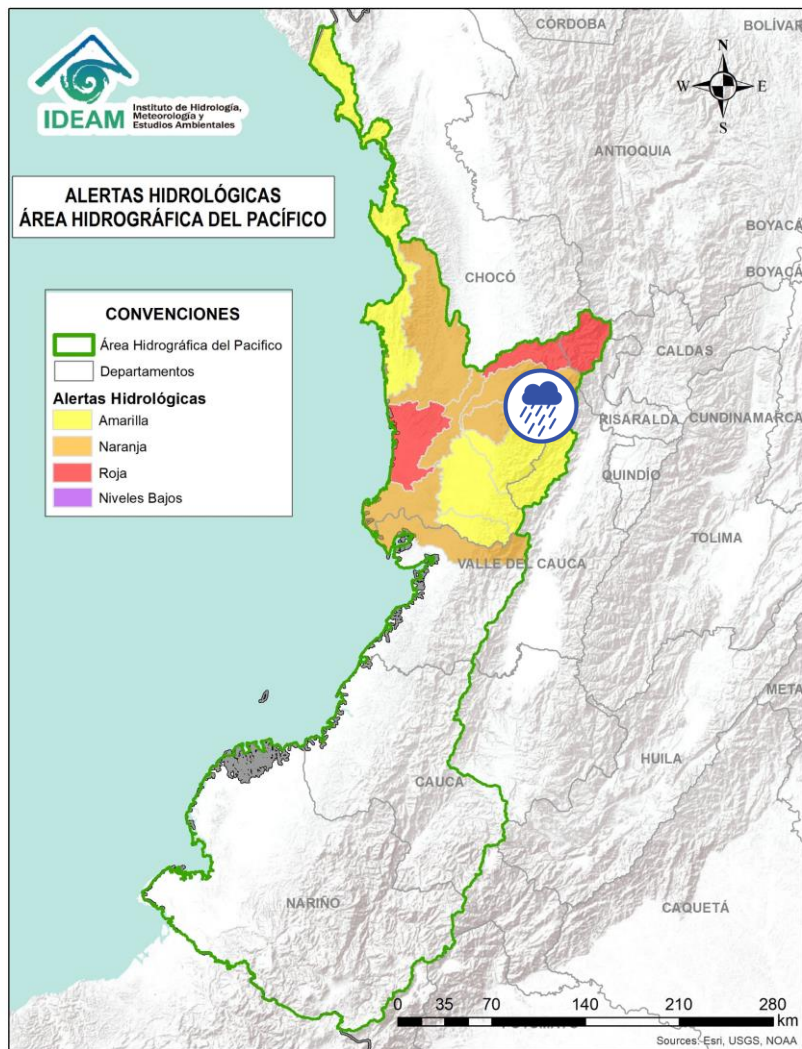 CÓRDOBA
BOLÍVAR
IDEAM
Instituto de Hidrología,
Meteorología y
Estudios Ambientales
N
W
E
S
ANTIOQUIA
ALERTAS HIDROLÓGICAS
ÁREA HIDROGRÁFICA DEL PACÍFICO
BOYACÁ
BOYACÁ
CHOCÓ
CONVENCIONES
Área Hidrográfica del Pacifico
Departamentos
Alertas Hidrológicas
Amarilla
Naranja
Roja
Niveles Bajos
CALDAS
RISARALDA
CUNDINAMARCA
QUINDÍO
TOLIMA
VALLE DEL CAUCA
META
HUILA
CAUCA
NARIÑO
CAQUETÁ
0 35 70 140 210 280
km
Sources: Esri, USGS, NOAA